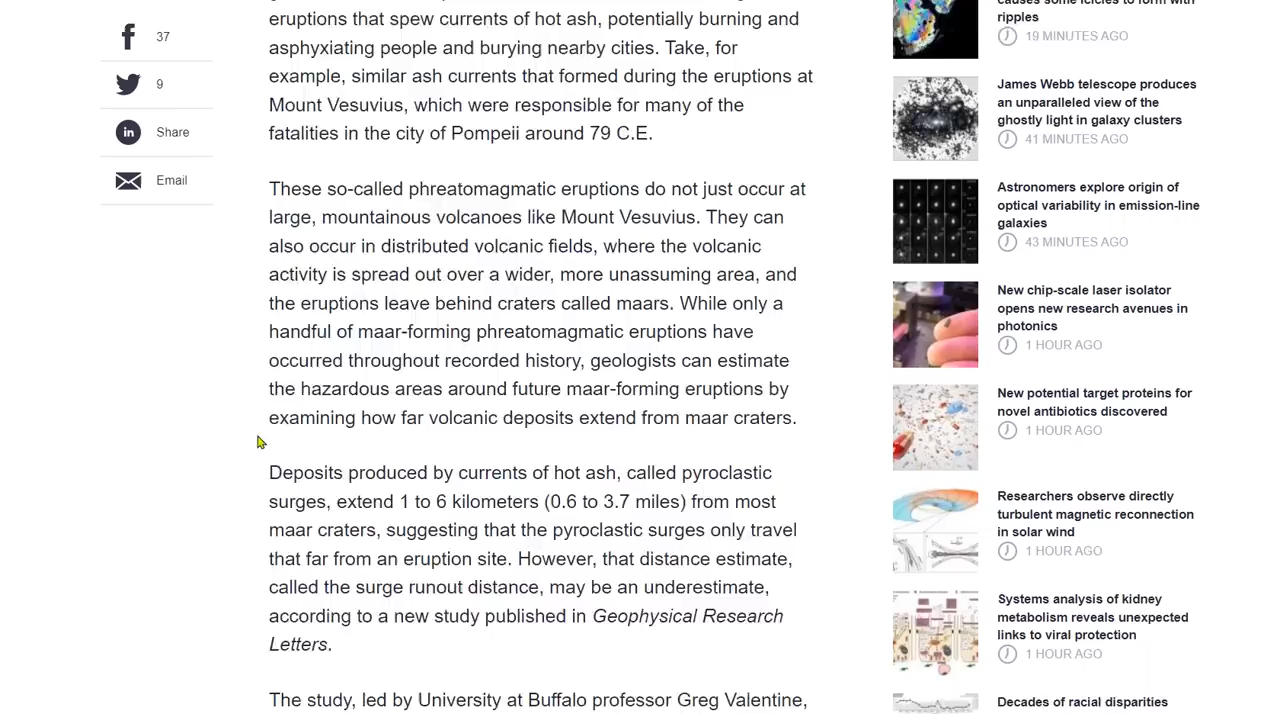 37
9
Share
Email
eruptions that spew currents of hot ash, potentially burning and
asphyxiating people and burying nearby cities. Take, for
example, similar ash currents that formed during the eruptions at
Mount Vesuvius, which were responsible for many of the
fatalities in the city of Pompeii around 79 C.E.
These so-called phreatomagmatic eruptions do not just occur at
large, mountainous volcanoes like Mount Vesuvius. They can
also occur in distributed volcanic fields, where the volcanic
activity is spread out over a wider, more unassuming area, and
the eruptions leave behind craters called maars. While only a
handful of maar-forming phreatomagmatic eruptions have
occurred throughout recorded history, geologists can estimate
the hazardous areas around future maar-forming eruptions by
examining how far volcanic deposits extend from maar craters.
Deposits produced by currents of hot ash, called pyroclastic
surges, extend 1 to 6 kilometers (0.6 to 3.7 miles) from most
maar craters, suggesting that the pyroclastic surges only travel
that far from an eruption site. However, that distance estimate,
called the surge runout distance, may be an underestimate,
according to a new study published in Geophysical Research
Letters.
The study, led by University at Buffalo professor Greg Valentine,
causes some icicles to form with
ripples
19 MINUTES AGO
James Webb telescope produces
an unparalleled view of the
ghostly light in galaxy clusters
41 MINUTES AGO
Astronomers explore origin of
optical variability in emission-line
galaxies
43 MINUTES AGO
New chip-scale laser isolator
opens new research avenues in
photonics
1 HOUR AGO
New potential target proteins for
novel antibiotics discovered
1 HOUR AGO
Researchers observe directly
turbulent magnetic reconnection
in solar wind
1 HOUR AGO
Systems analysis of kidney
metabolism reveals unexpected
links to viral protection
1 HOUR AGO
Decades of racial disparities